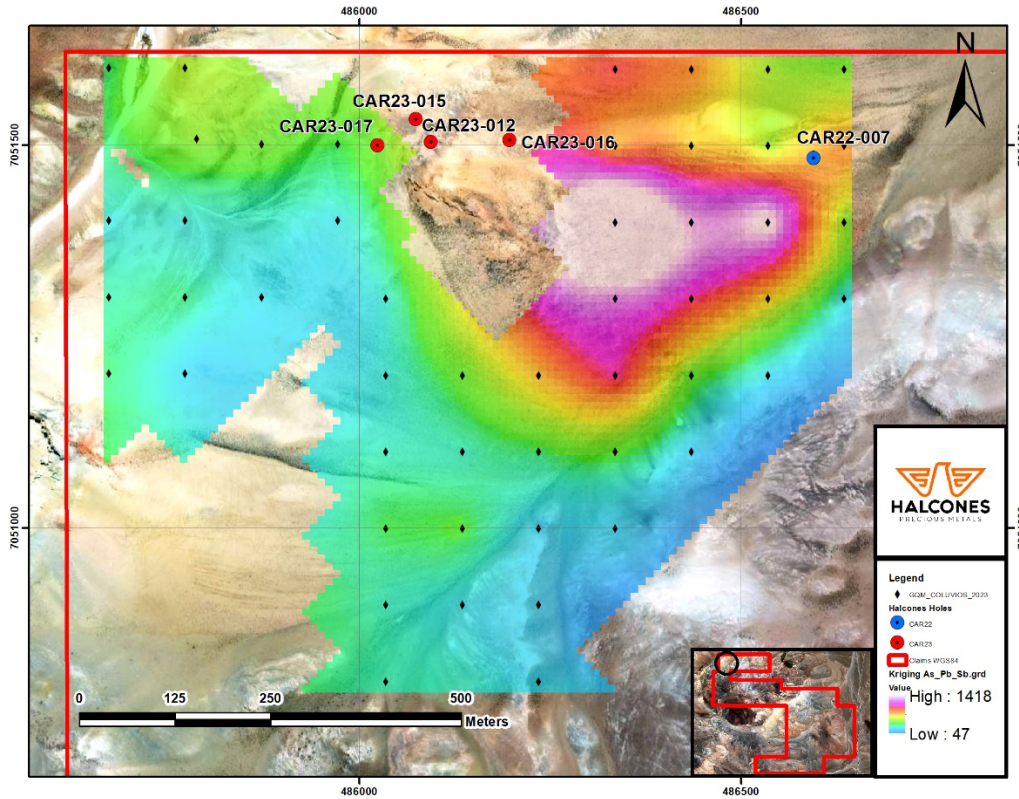 486000
486500
N
7051500
CAR23-015
CAR23-017
CAR23-012
CAR23-016
CAR22-007
HALCONES
PRECIOUS METALS
7051000
Legend
GQM_COLUVIOS_2023
Halcones Holes
CAR22
CAR23
Claims WGS84
Kriging As_Pb_Sb.grd
Value
High : 1418
Low : 47
0 125 250 500
Meters
486000
486500